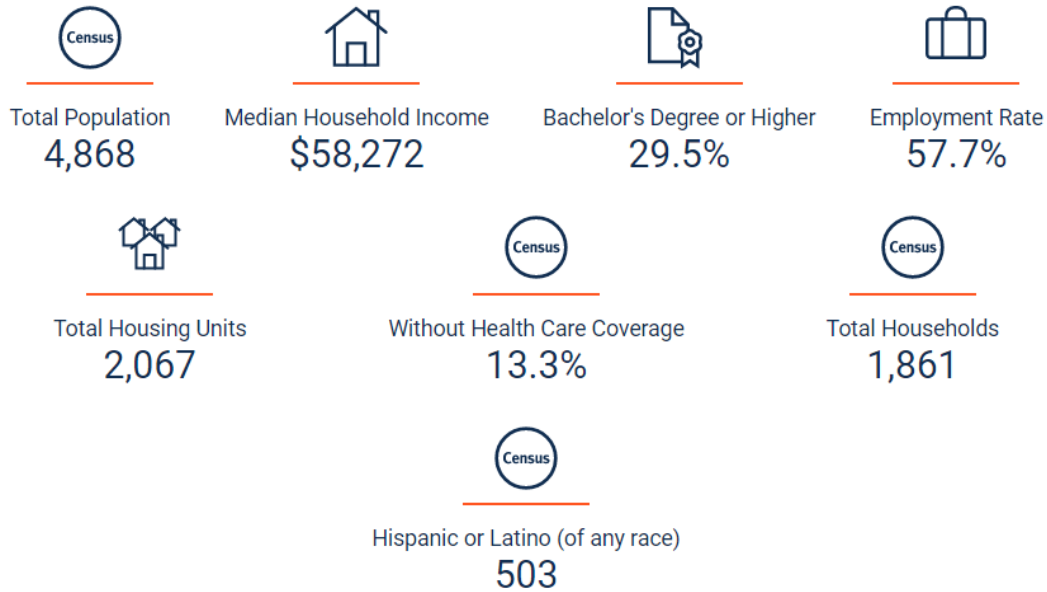 Census
Total Population
4,868
Median Household Income
$58,272
Bachelor's Degree or Higher
29.5%
Employment Rate
57.7%
Total Housing Units
2,067
Census
Without Health Care Coverage
13.3%
Census
Total Households
1,861
Census
Hispanic or Latino (of any race)
503